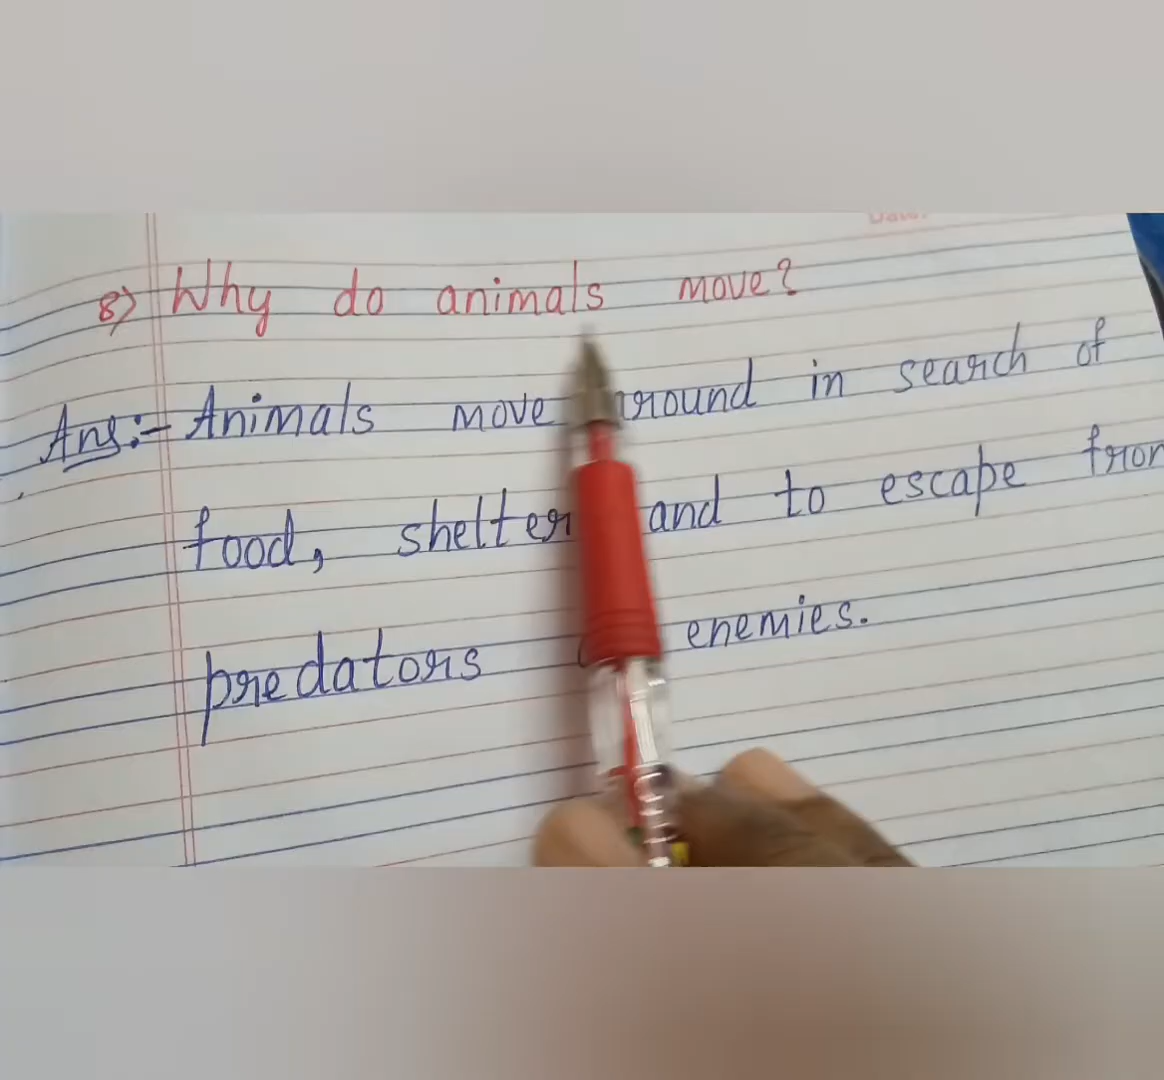 8) Why do animals move?
Ans:- Animals move around in search of
food, shelter and to escape from
predators enemies.